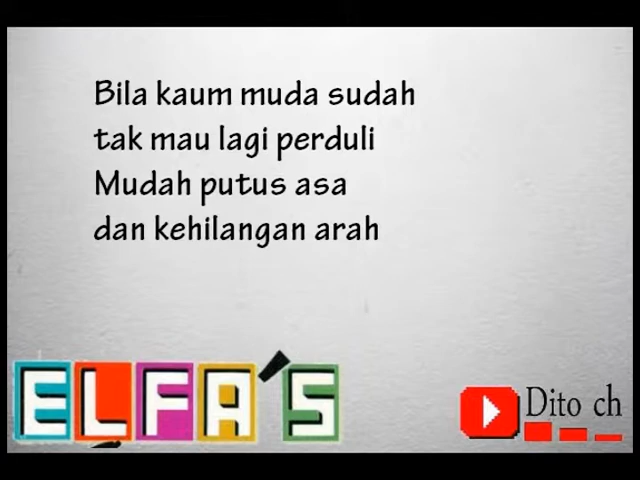 Bila kaum muda sudah
tak mau lagi perduli
Mudah putus asa
dan kehilangan arah
ELFA'S
Dito ch